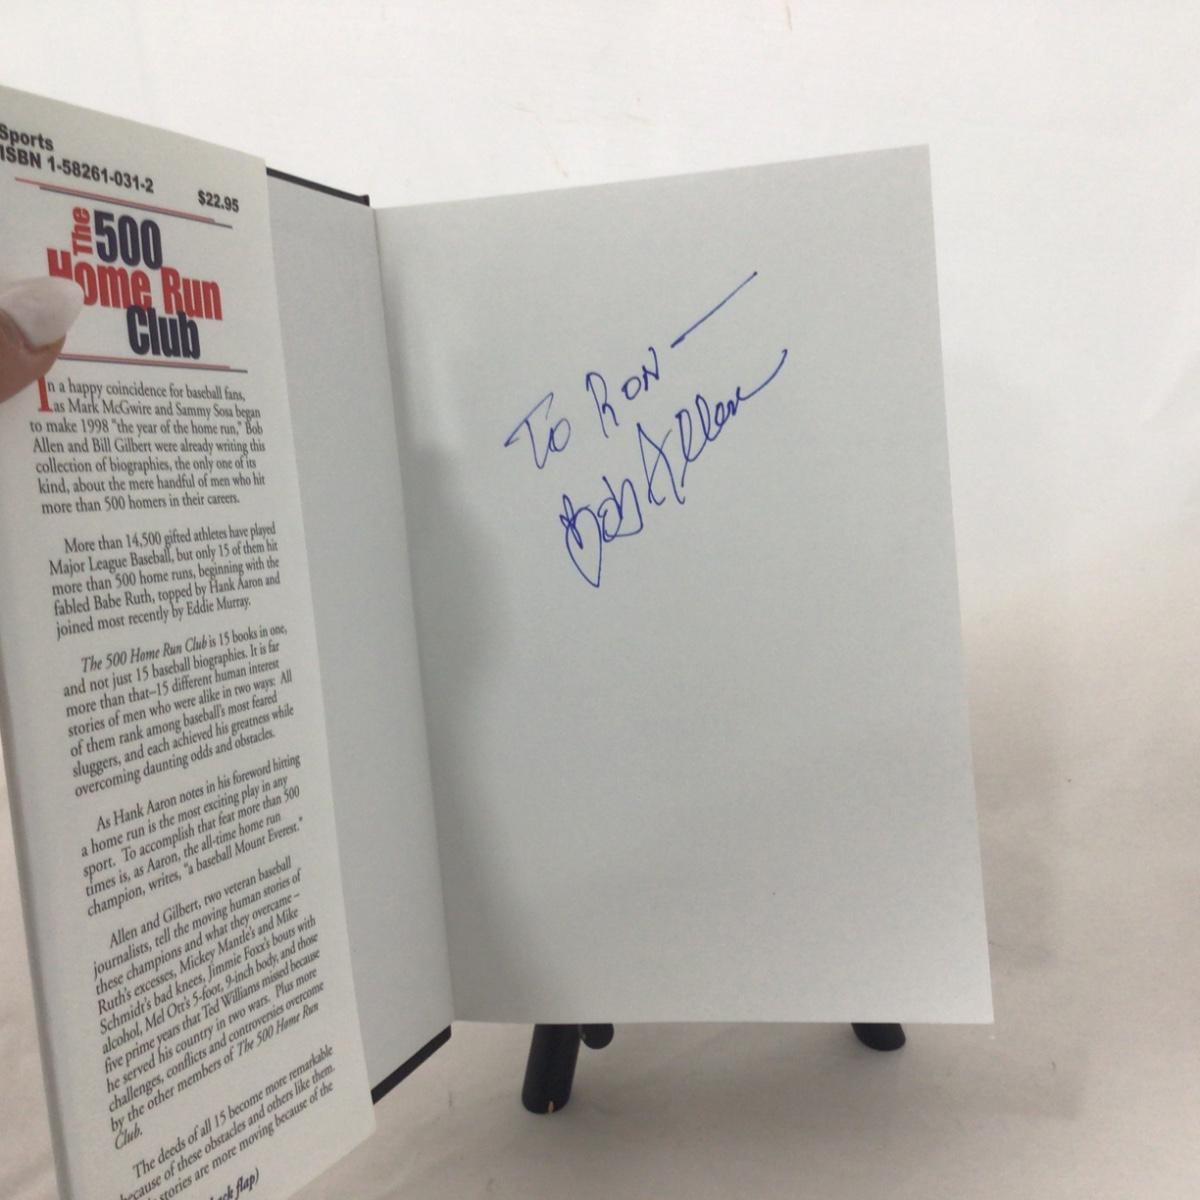 Sports
ISBN 1-58261-031-2
$22.95
The 500
Home Run
Club
In a happy coincidence for baseball fans,
as Mark McGwire and Sammy Sosa began
to make 1998 "the year of the home run," Bob
Allen and Bill Gilbert were already writing this
collection of biographies, the only one of its
kind, about the mere handful of men who hit
more than 500 homers in their careers.
More than 14,500 gifted athletes have played
Major League Baseball, but only 15 of them hit
more than 500 home runs, beginning with the
fabled Babe Ruth, topped by Hank Aaron and
joined most recently by Eddie Murray.
The 500 Home Run Club is 15 books in one,
and not just 15 baseball biographies. It is far
more than that–15 different human interest
stories of men who were alike in two ways: All
of them rank among baseball's most feared
sluggers, and each achieved his greatness while
overcoming daunting odds and obstacles.
As Hank Aaron notes in his foreword hitting
a home run is the most exciting play in any
sport. To accomplish that feat more than 500
times is, as Aaron, the all-time home run
champion, writes, "a baseball Mount Everest."
Allen and Gilbert, two veteran baseball
journalists, tell the moving human stories of
these champions and what they overcame –
Ruth's excesses, Mickey Mantle's and Mike
Schmidt's bad knees, Jimmie Foxx's bouts with
alcohol, Mel Ott's 5-foot, 9-inch body, and those
five prime years that Ted Williams missed because
he served his country in two wars. Plus more
challenges, conflicts and controversies overcome
by the other members of The 500 Home Run
Club.
The deeds of all 15 become more remarkable
because of these obstacles and others like them.
stories are more moving because of the
flap)
To Ron —
Bob Allen